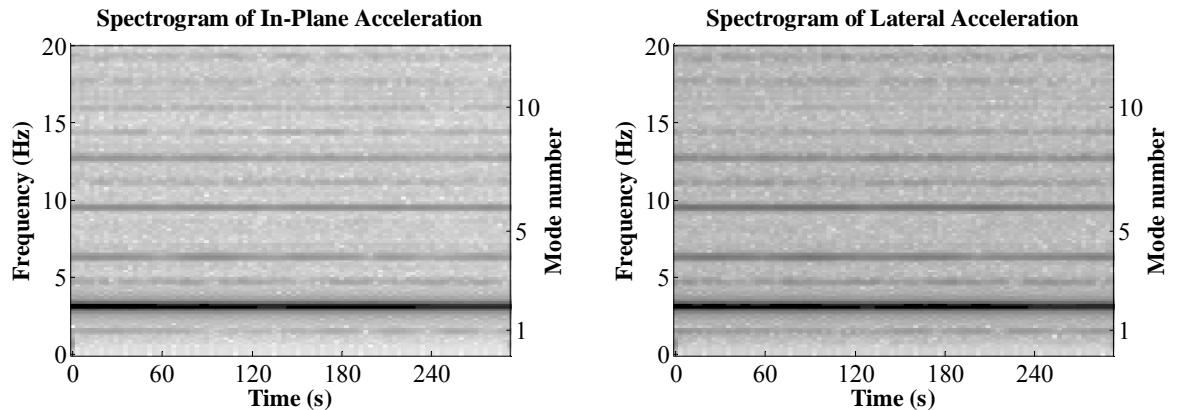 Spectrogram of In-Plane Acceleration
Frequency (Hz)
20
15
10
5
0
0 60 120 180 240
Time (s)
10
5
1
Mode number
Spectrogram of Lateral Acceleration
Frequency (Hz)
20
15
10
5
0
0 60 120 180 240
Time (s)
10
5
1
Mode number